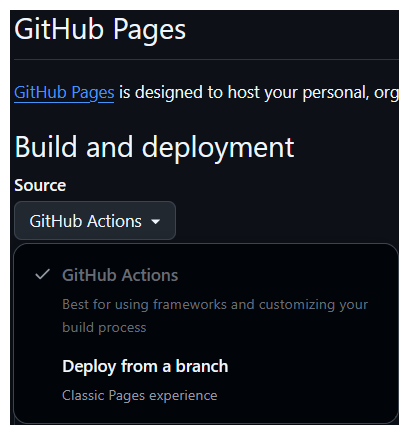 GitHub Pages
GitHub Pages is designed to host your personal, org
Build and deployment
Source
GitHub Actions
GitHub Actions
Best for using frameworks and customizing your
build process
Deploy from a branch
Classic Pages experience